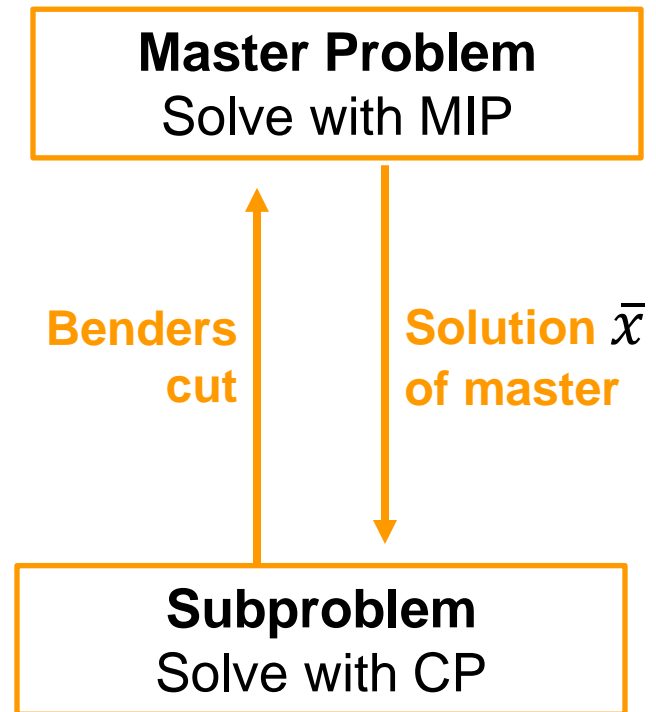 Master Problem
Solve with MIP
Benders
cut
Solution x̄
of master
Subproblem
Solve with CP